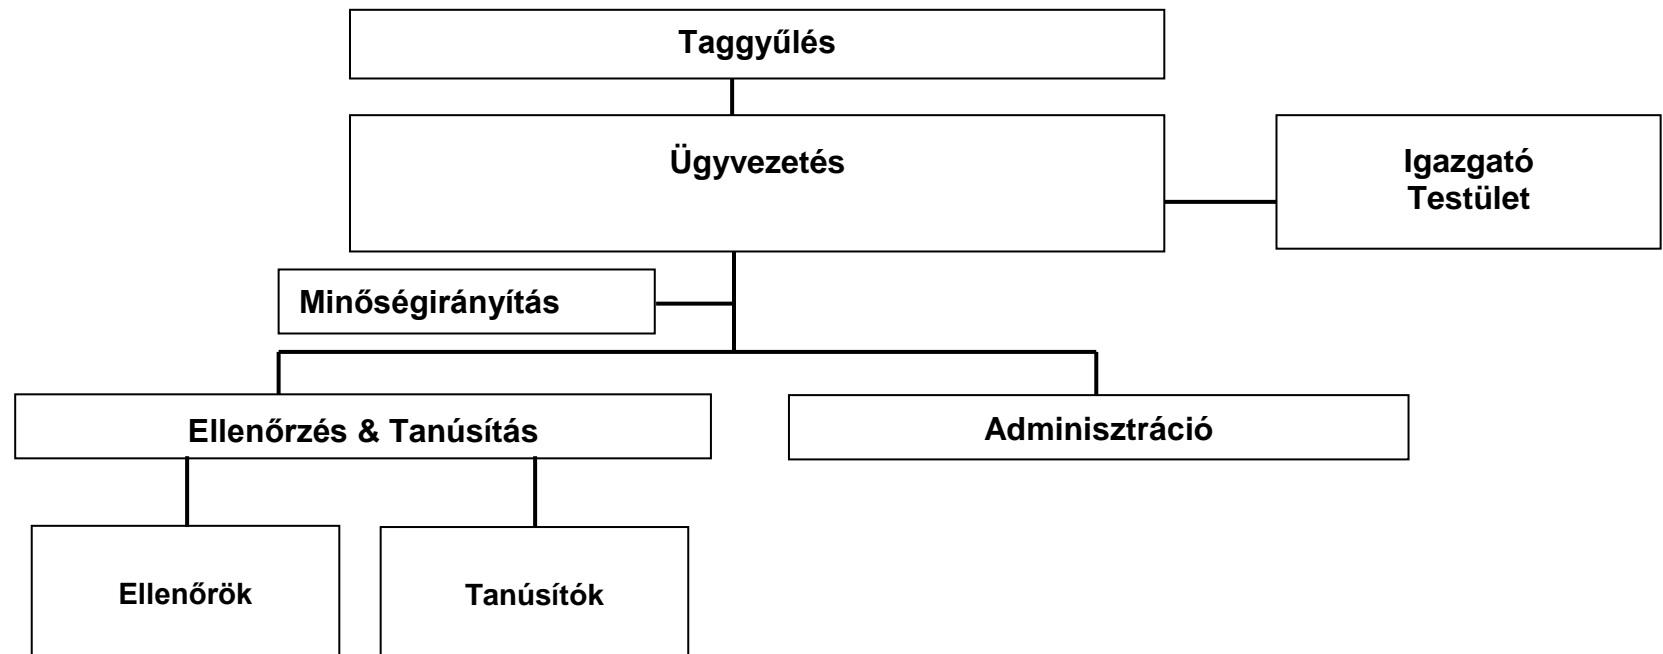 Taggyűlés
Ügyvezetés
Igazgató
Testület
Minőségirányítás
Ellenőrzés & Tanúsítás
Adminisztráció
Ellenőrök
Tanúsítók